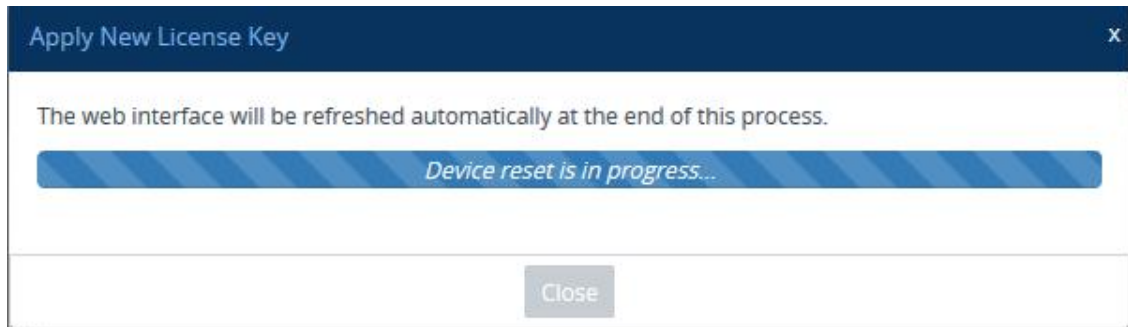 Apply New License Key x
The web interface will be refreshed automatically at the end of this process.
Device reset is in progress...
Close